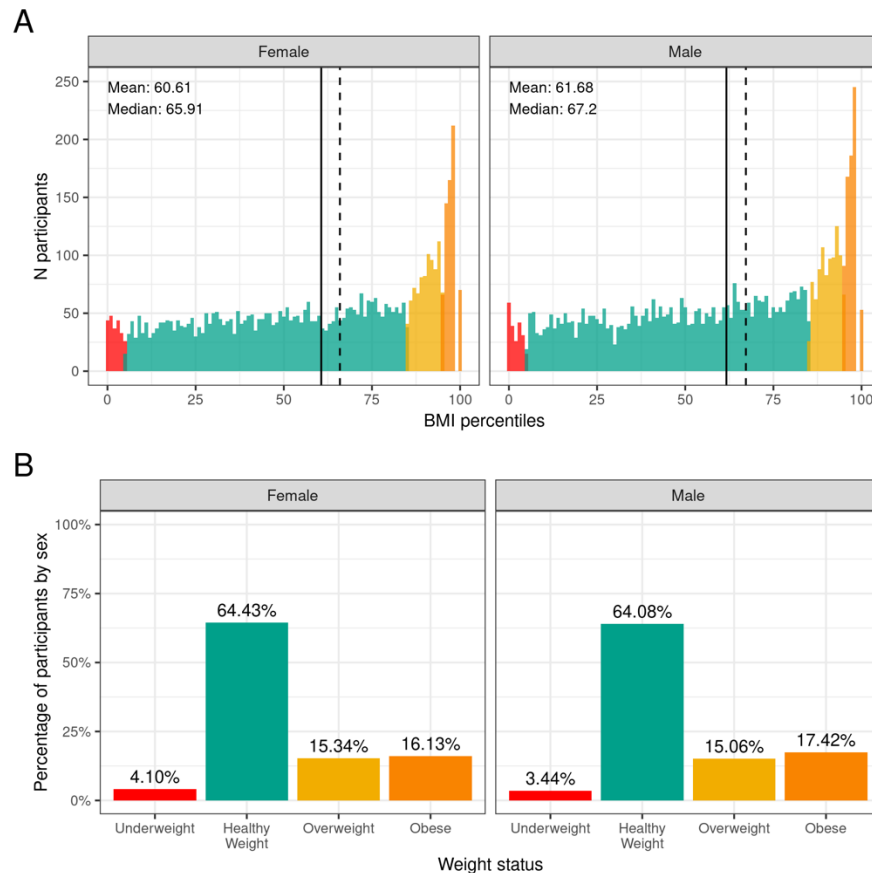 A
Female
Male
Mean: 60.61
Median: 65.91
Mean: 61.68
Median: 67.2
N participants
250
200
150
100
50
0
0
25
50
75
100
0
25
50
75
100
BMI percentiles
B
Female
Male
Percentage of participants by sex
100%
75%
50%
25%
0%
4.10%
64.43%
15.34%
16.13%
3.44%
64.08%
15.06%
17.42%
Underweight
Healthy
Weight
Overweight
Obese
Underweight
Healthy
Weight
Overweight
Obese
Weight status